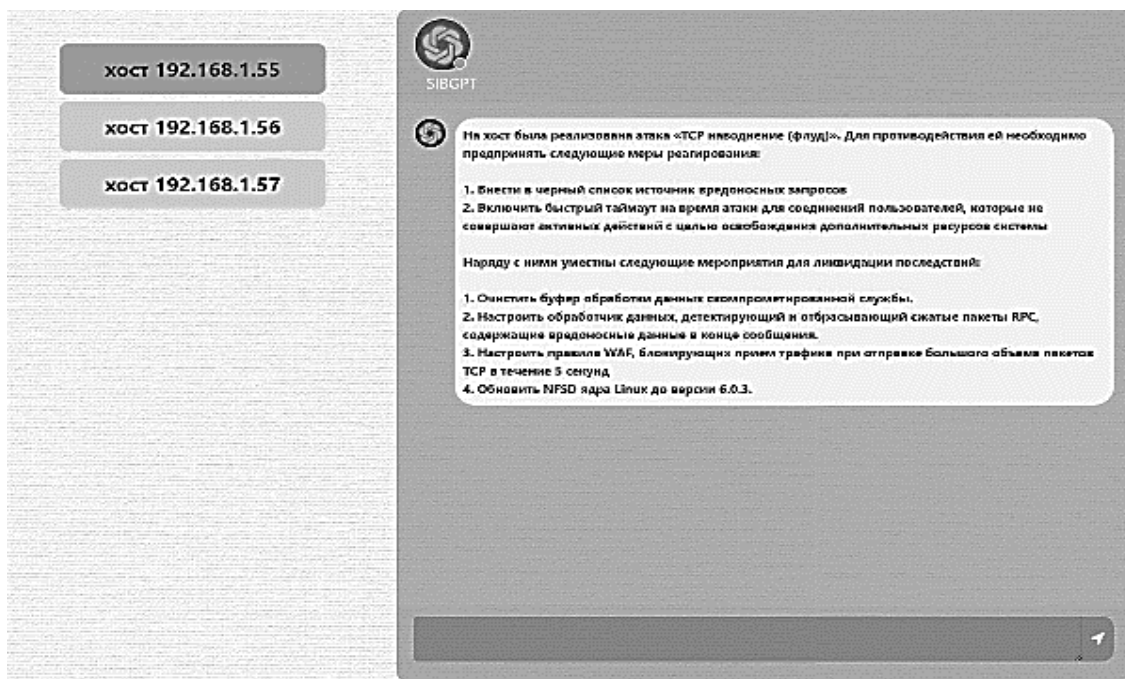 хост 192.168.1.55
хост 192.168.1.56
хост 192.168.1.57
SIBGPT
На хост была реализована атака «TCP наводнение (флуд)». Для противодействия ей необходимо
предпринять следующие меры реагирования:
1. Внести в черный список источник вредоносных запросов
2. Включить быстрый таймаут на время атаки для соединений пользователей, которые не
совершают активных действий с целью освобождения дополнительных ресурсов системы
Наряду с ними уместны следующие мероприятия для ликвидации последствий:
1. Очистить буфер обработки данных скомпрометированной службы.
2. Настроить обработчик данных, детектирующий и отбрасывающий сжатые пакеты RPC,
содержащие вредоносные данные в конце сообщения.
3. Настроить правила WAF, блокирующих прием трафика при отправке большого объема пакетов
TCP в течение 5 секунд
4. Обновить NFSD ядра Linux до версии 6.0.3.